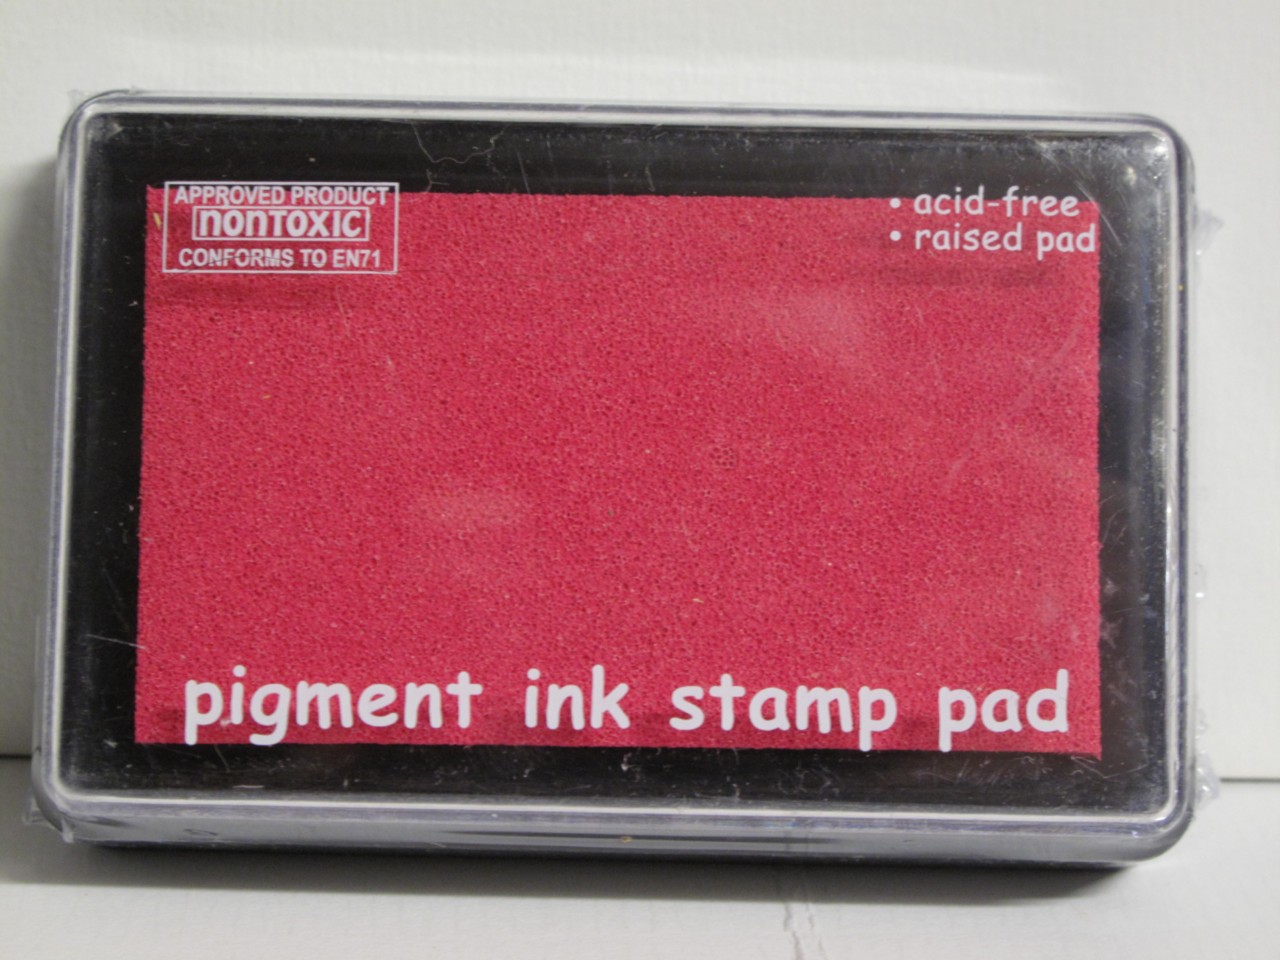 APPROVED PRODUCT
NONTOXIC
CONFORMS TO EN71
• acid-free
• raised pad
pigment ink stamp pad